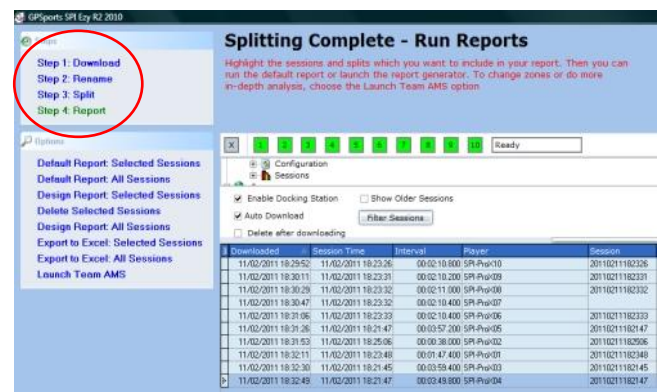 GPSports SPI Ezy R2 2010
Steps
Step 1: Download
Step 2: Rename
Step 3: Split
Step 4: Report
Options
Default Report: Selected Sessions
Default Report: All Sessions
Design Report: Selected Sessions
Delete Selected Sessions
Design Report: All Sessions
Export to Excel: Selected Sessions
Export to Excel: All Sessions
Launch Team AMS
Splitting Complete - Run Reports
Highlight the sessions and splits which you want to include in your report. Then you can
run the default report or launch the report generator. To change zones or do more
in-depth analysis, choose the Launch Team AMS
option
X 1 2 3 4 5 6 7 8 9 10 Ready
Configuration
Sessions
Enable Docking Station Show Older Sessions
Auto Download Filter Sessions
Delete after downloading
Downloaded Session Time Interval Player Session
11/02/2011 18:29:52 11/02/2011 18:23:26 00:02:10.800 SPI-ProX10 20110211182326
11/02/2011 18:30:11 11/02/2011 18:23:31 00:02:10.200 SPI-ProX09 20110211182331
11/02/2011 18:30:29 11/02/2011 18:23:32 00:02:11.000 SPI-ProX08 20110211182332
11/02/2011 18:30:47 11/02/2011 18:23:32 00:02:10.400 SPI-ProX07
11/02/2011 18:31:06 11/02/2011 18:23:33 00:02:10.400 SPI-ProX06 20110211182333
11/02/2011 18:31:26 11/02/2011 18:21:47 00:03:57.200 SPI-ProX05 20110211182147
11/02/2011 18:31:53 11/02/2011 18:25:06 00:00:38.000 SPI-ProX02 20110211182506
11/02/2011 18:32:11 11/02/2011 18:23:48 00:01:47.400 SPI-ProX01 20110211182348
11/02/2011 18:32:30 11/02/2011 18:21:45 00:03:59.400 SPI-ProX03 20110211182145
11/02/2011 18:32:49 11/02/2011 18:21:47 00:03:49.800 SPI-ProX04 20110211182147